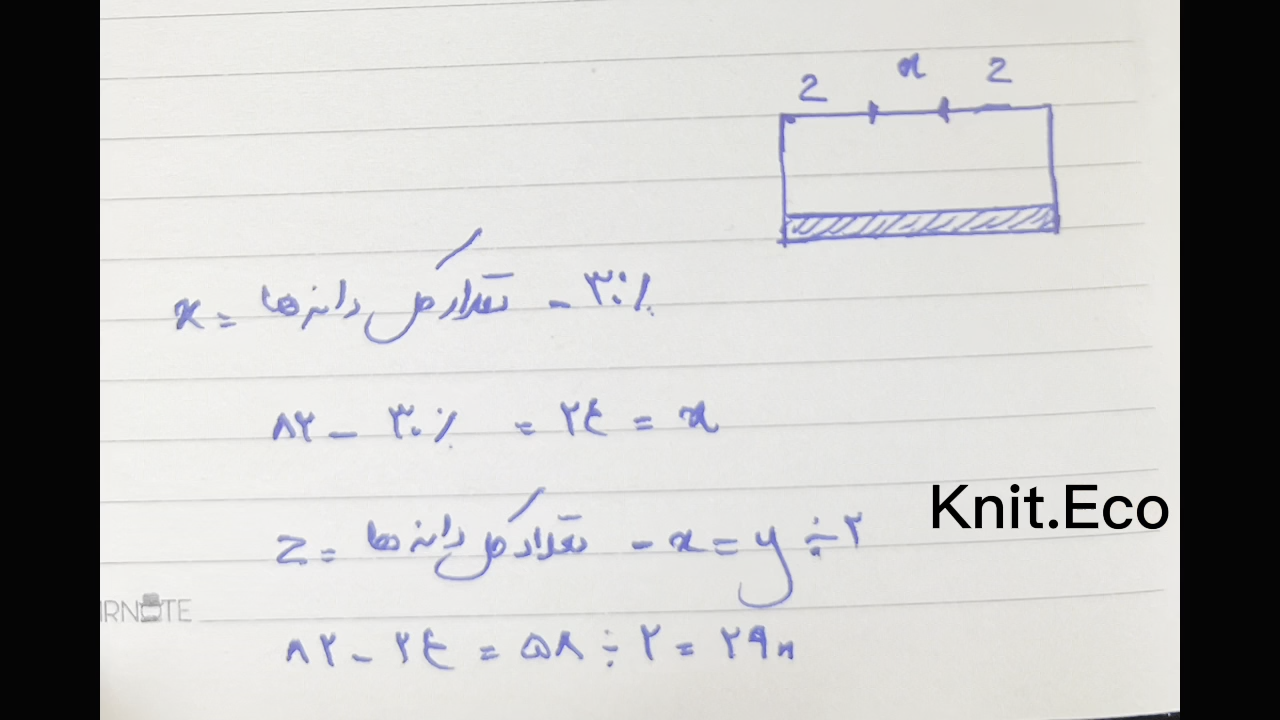 2 x 2
x = تعداد کل دانه ها - ۳۰٪
۸۲ - ۳۰٪ = ۲۴ = x
Knit.Eco
z = تعداد کل دانه ها - x = y ÷ ۲
IRNOTE
۸۲ - ۲۴ = ۵۸ ÷ ۲ = ۲۹